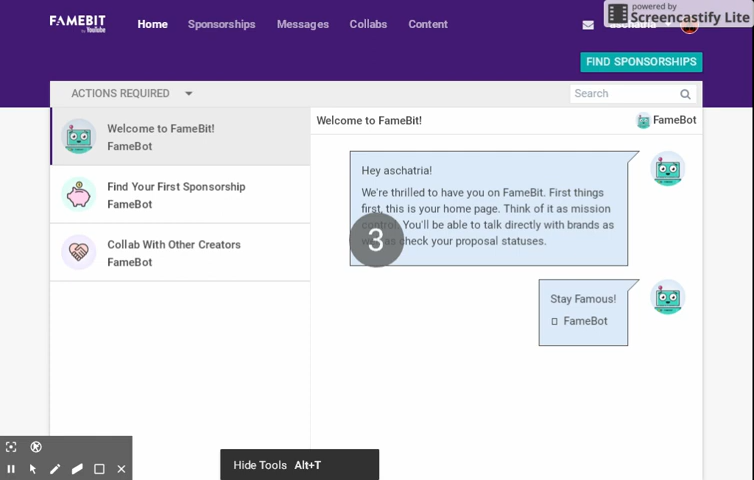 FAMEBIT
by YouTube
Home Sponsorships Messages Collabs Content
powered by
Screencastify Lite
FIND SPONSORSHIPS
ACTIONS REQUIRED
Search
Welcome to FameBit!
FameBot
Find Your First Sponsorship
FameBot
Collab With Other Creators
FameBot
Welcome to FameBit!
FameBot
Hey aschatria!
We're thrilled to have you on FameBit. First things
first, this is your home page. Think of it as mission
control. You'll be able to talk directly with brands as
well as check your proposal statuses.
3
Stay Famous!
FameBot
Hide Tools Alt+T